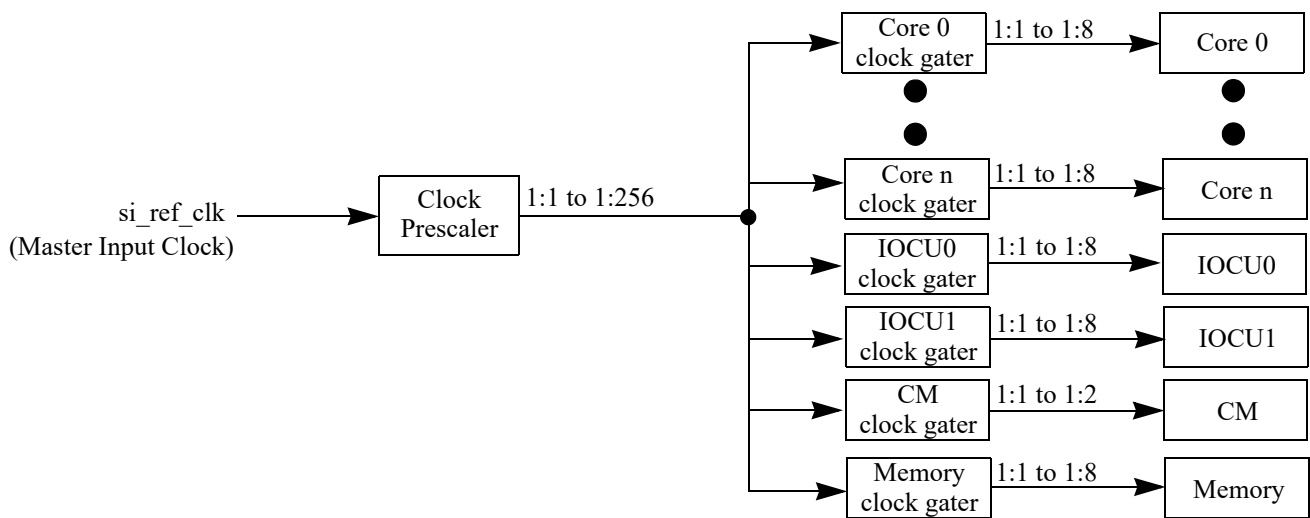 Core 0
clock gater
1:1 to 1:8
Core 0
Core n
clock gater
1:1 to 1:8
Core n
si_ref_clk
(Master Input Clock)
Clock
Prescaler
1:1 to 1:256
IOCU0
clock gater
1:1 to 1:8
IOCU0
IOCU1
clock gater
1:1 to 1:8
IOCU1
CM
clock gater
1:1 to 1:2
CM
Memory
clock gater
1:1 to 1:8
Memory